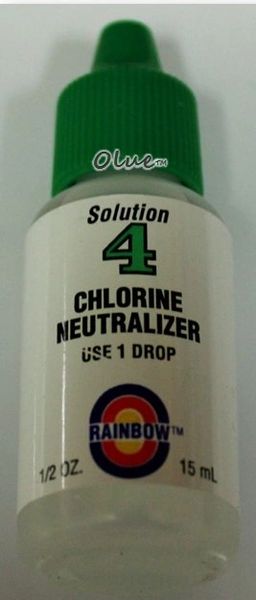 Olue™
Solution
4
CHLORINE
NEUTRALIZER
USE 1 DROP
RAINBOW™
1/2 OZ. 15 mL